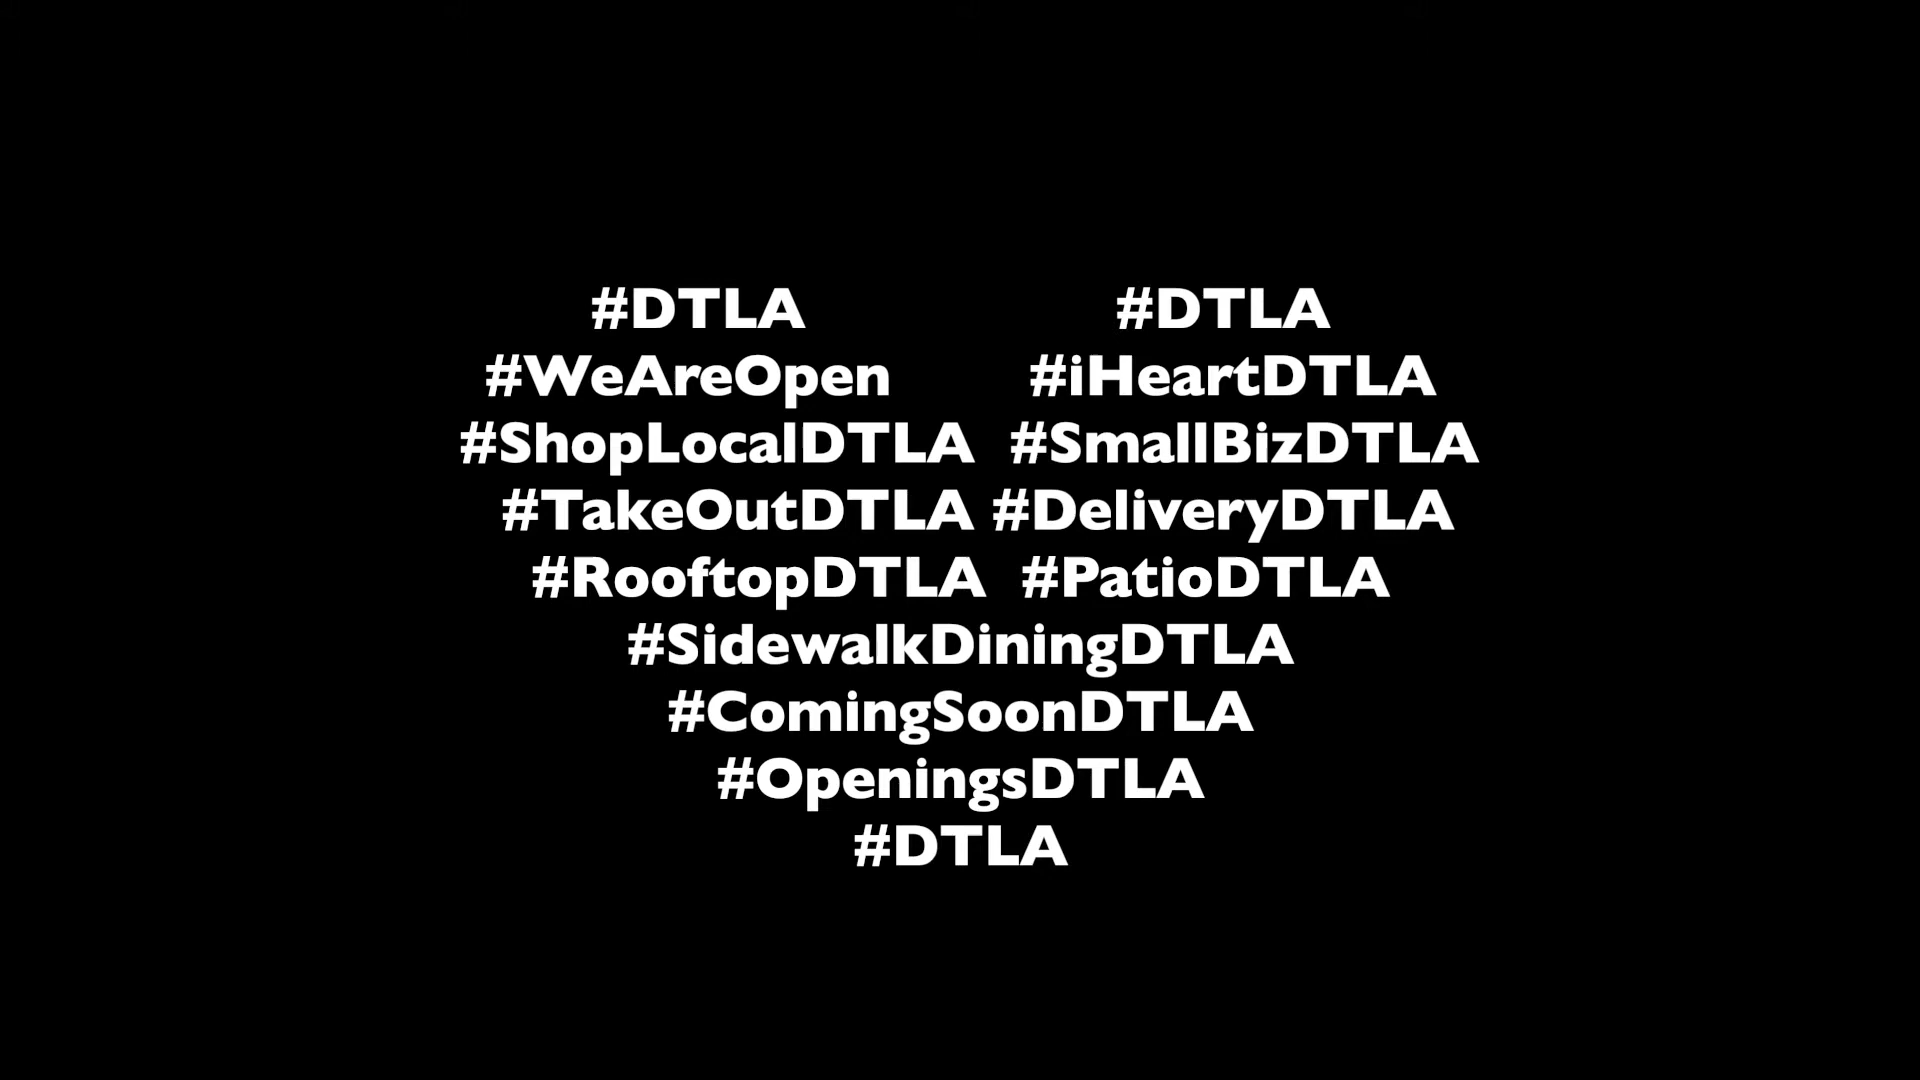 #DTLA #DTLA
#WeAreOpen #iHeartDTLA
#ShopLocalDTLA #SmallBizDTLA
#TakeOutDTLA #DeliveryDTLA
#RooftopDTLA #PatioDTLA
#SidewalkDiningDTLA
#ComingSoonDTLA
#OpeningsDTLA
#DTLA